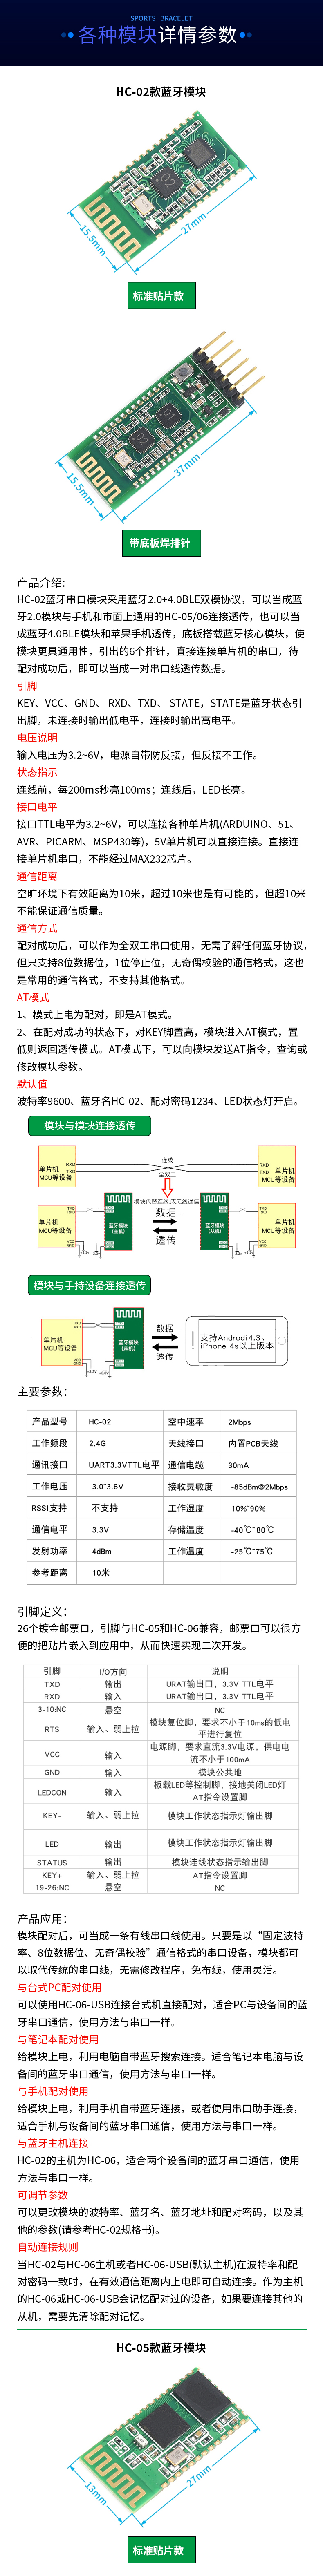 SPORTS BRACELET
各种模块详情参数
HC-02款蓝牙模块
02
15.5mm
27mm
标准贴片款
02
01
15.5mm
37mm
带底板焊排针
产品介绍:
HC-02蓝牙串口模块采用蓝牙2.0+4.0BLE双模协议，可以当成蓝
牙2.0模块与手机和市面上通用的HC-05/06连接透传，也可以当
成蓝牙4.0BLE模块和苹果手机透传，底板搭载蓝牙核心模块，使
模块更具通用性，引出的6个排针，直接连接单片机的串口，待
配对成功后，即可以当成一对串口线透传数据。
引脚
KEY、VCC、GND、RXD、TXD、STATE，STATE是蓝牙状态引
出脚，未连接时输出低电平，连接时输出高电平。
电压说明
输入电压为3.2~6V，电源自带防反接，但反接不工作。
状态指示
连线前，每200ms秒亮100ms；连线后，LED长亮。
接口电平
接口TTL电平为3.2~6V，可以连接各种单片机(ARDUINO、51、
AVR、PICARM、MSP430等)，5V单片机可以直接连接。直接连
接单片机串口，不能经过MAX232芯片。
通信距离
空旷环境下有效距离为10米，超过10米也是有可能的，但超10米
不能保证通信质量。
通信方式
配对成功后，可以作为全双工串口使用，无需了解任何蓝牙协议，
但只支持8位数据位，1位停止位，无奇偶校验的通信格式，这也
是常用的通信格式，不支持其他格式。
AT模式
1、模式上电为配对，即是AT模式。
2、在配对成功的状态下，对KEY脚置高，模块进入AT模式，置
低则返回透传模式。AT模式下，可以向模块发送AT指令，查询或
修改模块参数。
默认值
波特率9600、蓝牙名HC-02、配对密码1234、LED状态灯开启。
模块与模块连接透传
单片机
MCU等设备
RXD
TXD
连线
全双工
RXD
TXD
单片机
MCU等设备
模块代替连线,成无线通信
单片机
MCU等设备
TXD
RXD
VCC
GND
蓝牙模块
(主机)
数据
透传
蓝牙模块
(从机)
TXD
RXD
VCC
GND
单片机
MCU等设备
模块与手持设备连接透传
单片机
MCU等设备
TXD
RXD
VCC
GND
+3.3V
+3.3V
蓝牙模块
(从机)
数据
透传
支持Androdi4.3、
iPhone 4s以上版本
主要参数:
产品型号 HC-02 空中速率 2Mbps
工作频段 2.4G 天线接口 内置PCB天线
通讯接口 UART3.3VTTL电平 通信电缆 30mA
工作电压 3.0~3.6V 接收灵敏度 -85dBm@2Mbps
RSSI支持 不支持 工作湿度 10%~90%
通信电平 3.3V 存储温度 -40℃~80℃
发射功率 4dBm 工作温度 -25℃~75℃
参考距离 10米
引脚定义:
26个镀金邮票口，引脚与HC-05和HC-06兼容，邮票口可以很方
便的把贴片嵌入到应用中，从而快速实现二次开发。
引脚 I/O方向 说明
TXD 输出 URAT输出口，3.3V TTL电平
RXD 输入 URAT输入口，3.3V TTL电平
3-10:NC 悬空 NC
RTS 输入、弱上拉 模块复位脚，要求不小于10ms的低电
平进行复位
VCC 输入 电源脚，要求直流3.3V电源，供电电
流不小于100mA
GND 输入 模块公共地
LEDCON 输入 板载LED等控制脚，接地关闭LED灯
AT指令设置脚
KEY- 输入、弱上拉 模块工作状态指示灯输出脚
LED 输出 模块工作状态指示灯输出脚
STATUS 输出 模块连线状态指示输出脚
KEY+ 输入、弱上拉 AT指令设置脚
19-26:NC 悬空 NC
产品应用:
模块配对后，可当成一条有线串口线使用。只要是以“固定波特
率、8位数据位、无奇偶校验”通信格式的串口设备，模块都可
以取代传统的串口线，无需修改程序，免布线，使用灵活。
与台式PC配对使用
可以使用HC-06-USB连接台式机直接配对，适合PC与设备间的蓝
牙串口通信，使用方法与串口一样。
与笔记本配对使用
给模块上电，利用电脑自带蓝牙搜索连接。适合笔记本电脑与设
备间的蓝牙串口通信，使用方法与串口一样。
与手机配对使用
给模块上电，利用手机自带蓝牙连接，或者使用串口助手连接，
适合手机与设备间的蓝牙串口通信，使用方法与串口一样。
与蓝牙主机连接
HC-02的主机为HC-06，适合两个设备间的蓝牙串口通信，使用
方法与串口一样。
可调节参数
可以更改模块的波特率、蓝牙名、蓝牙地址和配对密码，以及其
他的参数(请参考HC-02规格书)。
自动连接规则
当HC-02与HC-06主机或者HC-06-USB(默认主机)在波特率和配
对密码一致时，在有效通信距离内上电即可自动连接。作为主机
的HC-06或HC-06-USB会记忆配对过的设备，如果要连接其他的
从机，需要先清除配对记忆。
HC-05款蓝牙模块
13mm
27mm
标准贴片款